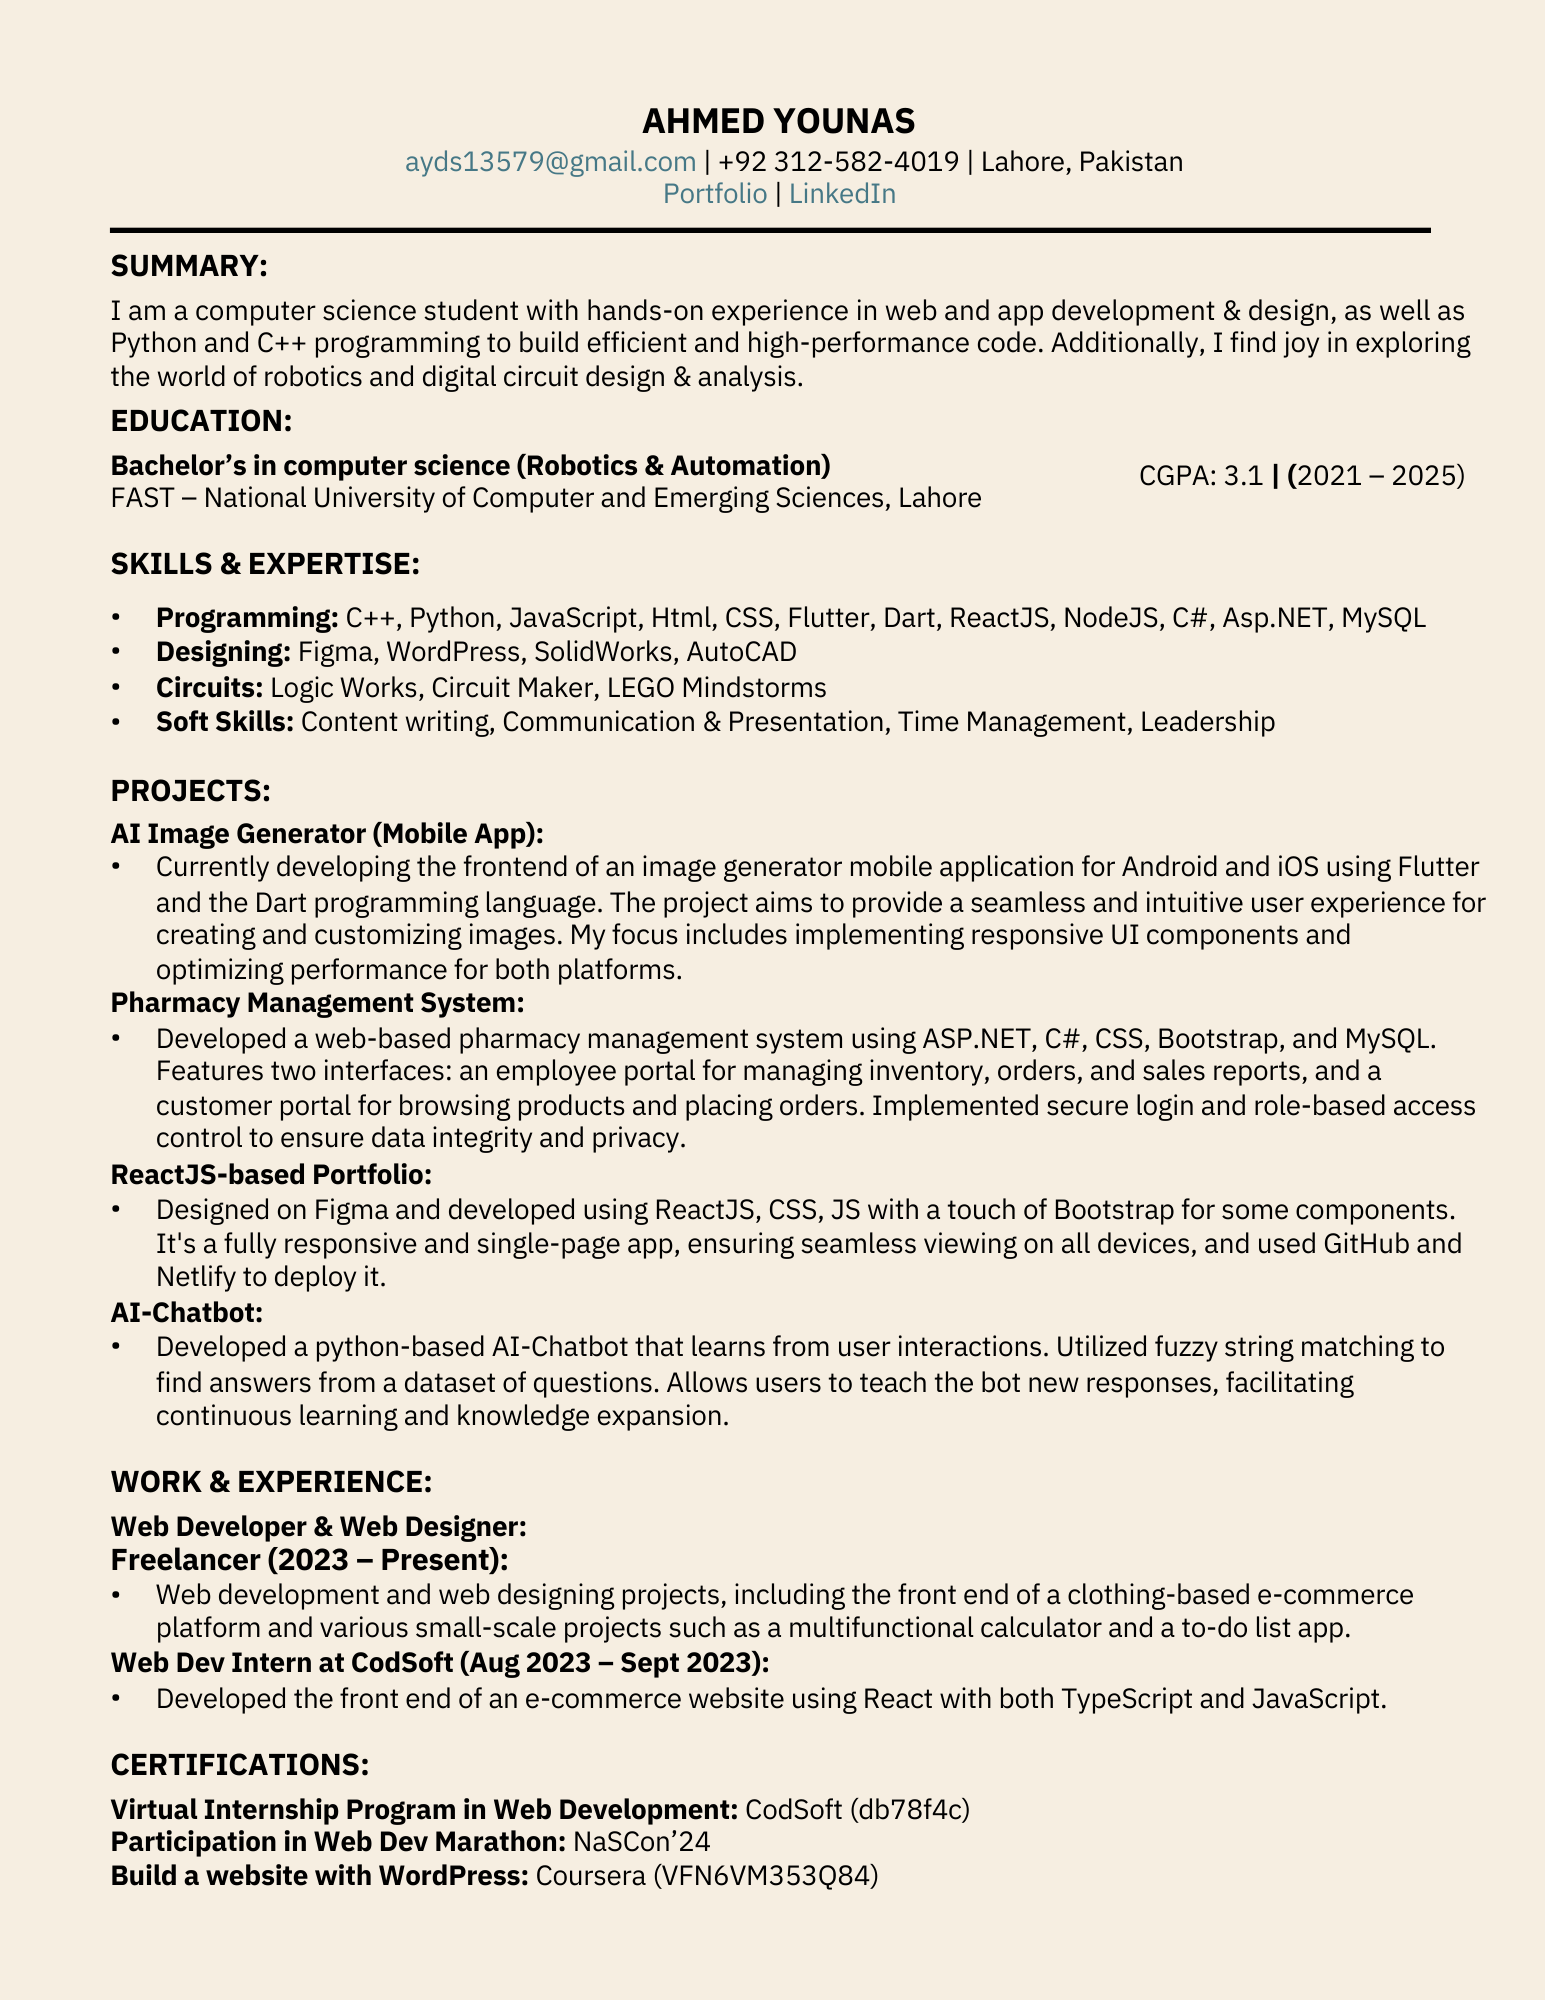 AHMED YOUNAS
ayds13579@gmail.com | +92 312-582-4019 | Lahore, Pakistan
Portfolio | LinkedIn
SUMMARY:
I am a computer science student with hands-on experience in web and app development & design, as well as
Python and C++ programming to build efficient and high-performance code. Additionally, I find joy in exploring
the world of robotics and digital circuit design & analysis.
EDUCATION:
Bachelor’s in computer science (Robotics & Automation)
CGPA: 3.1 | (2021 – 2025)
FAST – National University of Computer and Emerging Sciences, Lahore
SKILLS & EXPERTISE:
• Programming: C++, Python, JavaScript, Html, CSS, Flutter, Dart, ReactJS, NodeJS, C#, Asp.NET, MySQL
• Designing: Figma, WordPress, SolidWorks, AutoCAD
• Circuits: Logic Works, Circuit Maker, LEGO Mindstorms
• Soft Skills: Content writing, Communication & Presentation, Time Management, Leadership
PROJECTS:
AI Image Generator (Mobile App):
• Currently developing the frontend of an image generator mobile application for Android and iOS using Flutter
and the Dart programming language. The project aims to provide a seamless and intuitive user experience for
creating and customizing images. My focus includes implementing responsive UI components and
optimizing performance for both platforms.
Pharmacy Management System:
• Developed a web-based pharmacy management system using ASP.NET, C#, CSS, Bootstrap, and MySQL.
Features two interfaces: an employee portal for managing inventory, orders, and sales reports, and a
customer portal for browsing products and placing orders. Implemented secure login and role-based access
control to ensure data integrity and privacy.
ReactJS-based Portfolio:
• Designed on Figma and developed using ReactJS, CSS, JS with a touch of Bootstrap for some components.
It's a fully responsive and single-page app, ensuring seamless viewing on all devices, and used GitHub and
Netlify to deploy it.
AI-Chatbot:
• Developed a python-based AI-Chatbot that learns from user interactions. Utilized fuzzy string matching to
find answers from a dataset of questions. Allows users to teach the bot new responses, facilitating
continuous learning and knowledge expansion.
WORK & EXPERIENCE:
Web Developer & Web Designer:
Freelancer (2023 – Present):
• Web development and web designing projects, including the front end of a clothing-based e-commerce
platform and various small-scale projects such as a multifunctional calculator and a to-do list app.
Web Dev Intern at CodSoft (Aug 2023 – Sept 2023):
• Developed the front end of an e-commerce website using React with both TypeScript and JavaScript.
CERTIFICATIONS:
Virtual Internship Program in Web Development: CodSoft (db78f4c)
Participation in Web Dev Marathon: NaSCon’24
Build a website with WordPress: Coursera (VFN6VM353Q84)